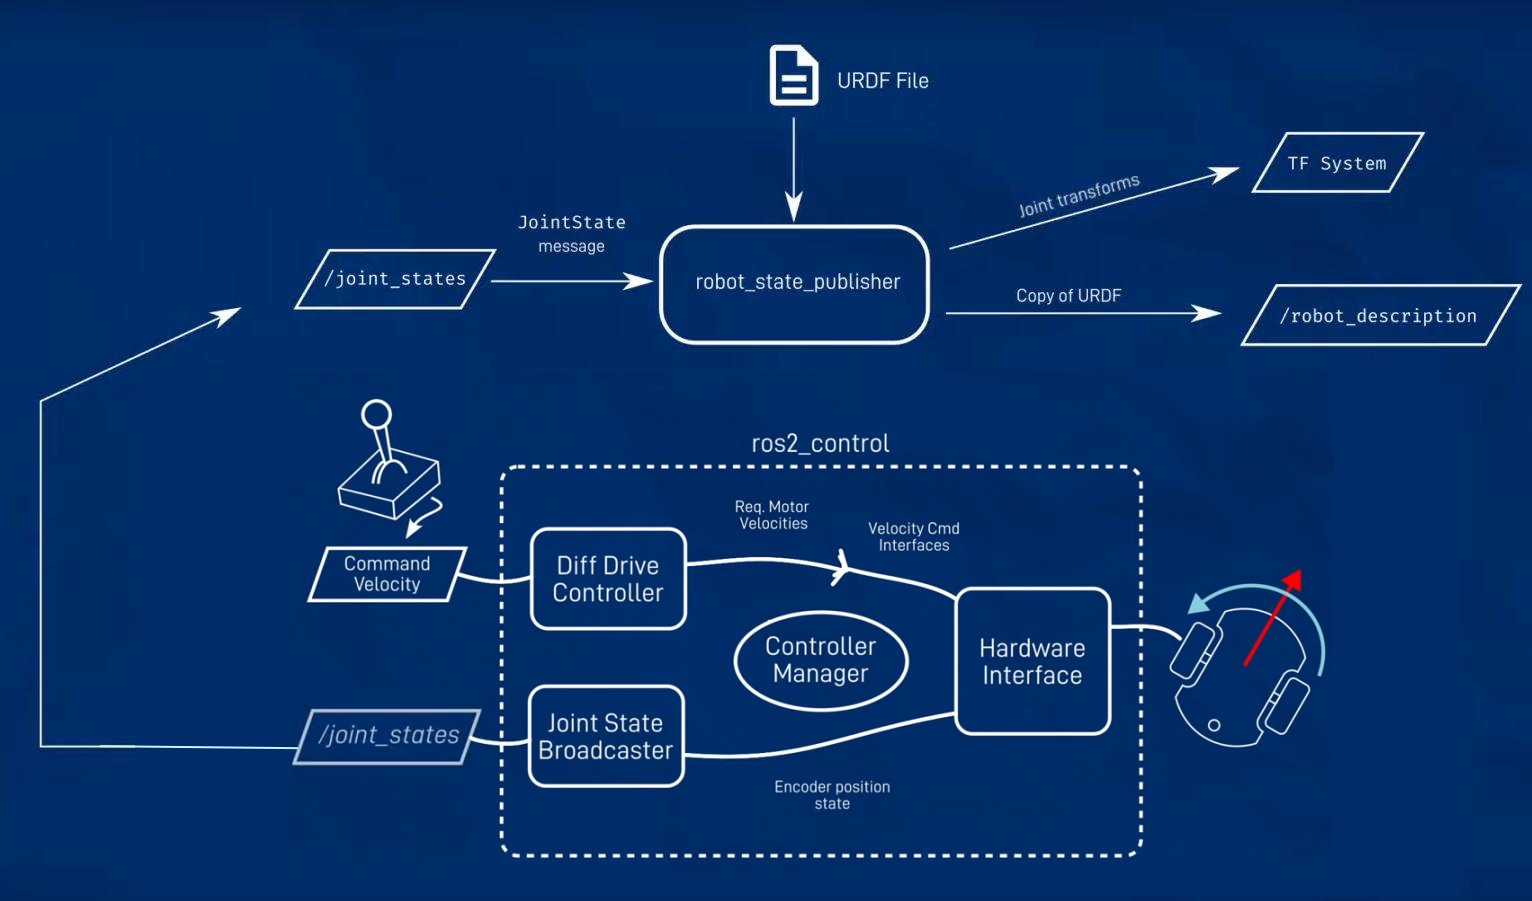 URDF File
TF System
Joint transforms
JointState
message
/joint_states
robot_state_publisher
Copy of URDF
/robot_description
ros2_control
Req. Motor
Velocities
Velocity Cmd
Interfaces
Command
Velocity
Diff Drive
Controller
Controller
Manager
Hardware
Interface
/joint_states
Joint State
Broadcaster
Encoder position
state